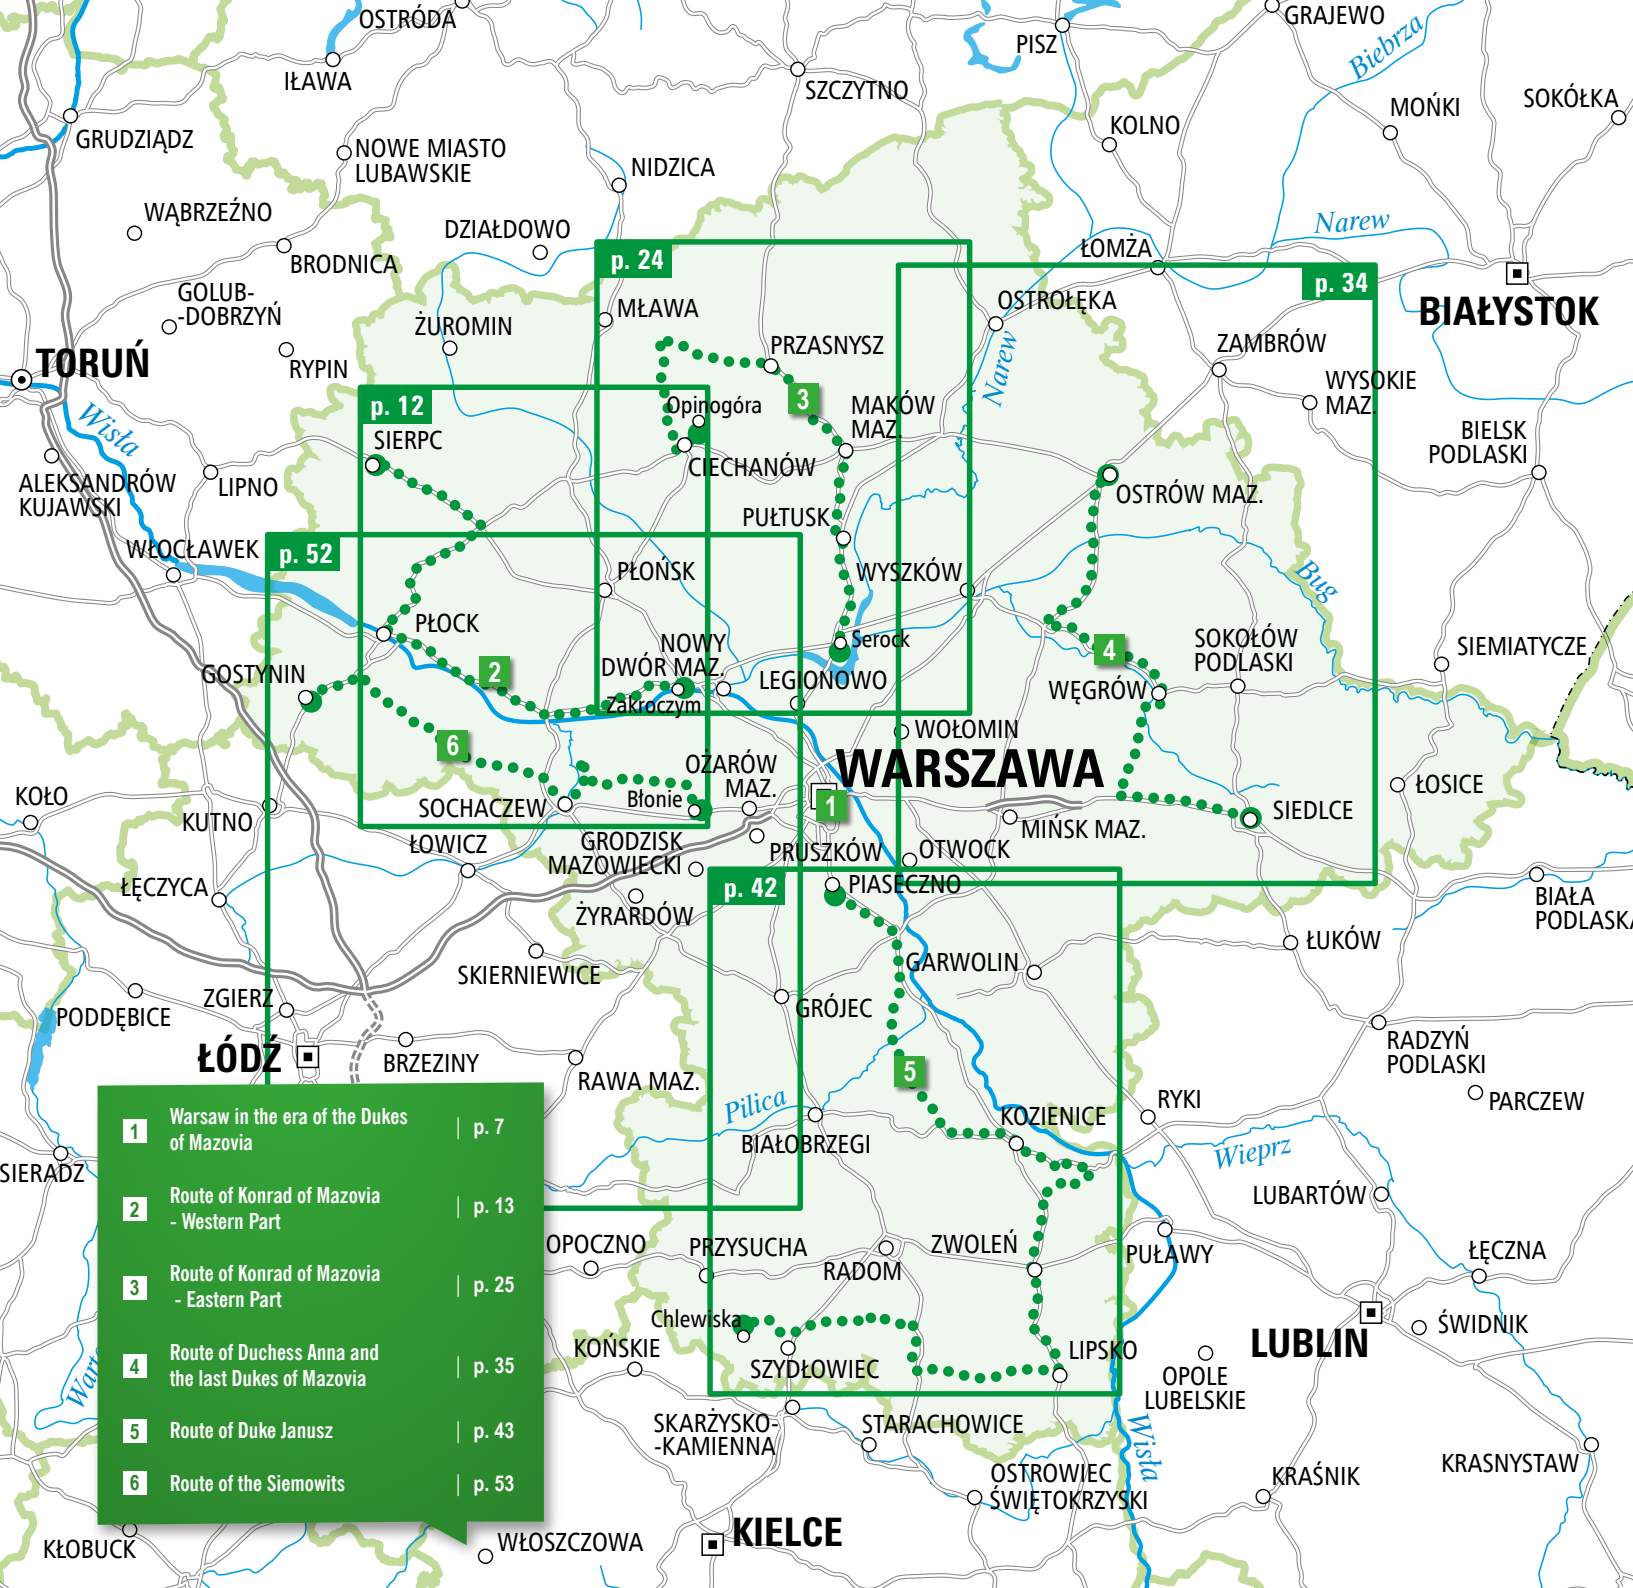 OSTRÓDA
GRAJEWO
PISZ
Biebrza
IŁAWA
SZCZYTNO
MOŃKI
SOKÓŁKA
GRUDZIĄDZ
KOLNO
NOWE MIASTO
LUBAWSKIE
NIDZICA
WĄBRZEŹNO
DZIAŁDOWO
Narew
ŁOMŻA
BRODNICA
p. 24
p. 34
GOLUB-
-DOBRZYŃ
MŁAWA
OSTROŁĘKA
BIAŁYSTOK
ŻUROMIN
TORUŃ
RYPIN
PRZASNYSZ
Narew
ZAMBRÓW
WYSOKIE
MAZ.
p. 12
Opinogóra
3
MAKÓW
MAZ.
Wisła
SIERPC
BIELSK
PODLASKI
CIECHANÓW
ALEKSANDRÓW
KUJAWSKI
LIPNO
OSTRÓW MAZ.
PUŁTUSK
WŁOCŁAWEK
p. 52
PŁOŃSK
WYSZKÓW
Bug
PŁOCK
NOWY
DWÓR MAZ.
Serock
4
SOKOŁÓW
PODLASKI
SIEMIATYCZE
GOSTYNIN
2
Zakroczym
LEGIONOWO
WĘGRÓW
6
WOŁOMIN
OŻARÓW
MAZ.
WARSZAWA
KOŁO
KUTNO
SOCHACZEW
Błonie
1
MIŃSK MAZ.
SIEDLCE
ŁOSICE
ŁOWICZ
GRODZISK
MAZOWIECKI
PRUSZKÓW
OTWOCK
ŁĘCZYCA
p. 42
PIASECZNO
BIAŁA
PODLASKA
ŻYRARDÓW
SKIERNIEWICE
GARWOLIN
ŁUKÓW
PODDĘBICE
ZGIERZ
GRÓJEC
ŁÓDŹ
BRZEZINY
RAWA MAZ.
5
RADZYŃ
PODLASKI
Pilica
KOZIENICE
RYKI
PARCZEW
BIAŁOBRZEGI
Wieprz
SIERADZ
LUBARTÓW
1
Warsaw in the era of the Dukes
of Mazovia
| p. 7
2
Route of Konrad of Mazovia
- Western Part
| p. 13
3
Route of Konrad of Mazovia
- Eastern Part
| p. 25
4
Route of Duchess Anna and
the last Dukes of Mazovia
| p. 35
5
Route of Duke Janusz
| p. 43
6
Route of the Siemowits
| p. 53
OPOCZNO
PRZYSUCHA
RADOM
ZWOLEŃ
PUŁAWY
ŁĘCZNA
Chlewiska
KOŃSKIE
SZYDŁOWIEC
LIPSKO
LUBLIN
ŚWIDNIK
OPOLE
LUBELSKIE
SKARŻYSKO-
-KAMIENNA
STARACHOWICE
Wisła
OSTROWIEC
ŚWIĘTOKRZYSKI
KRAŚNIK
KRASNYSTAW
KŁOBUCK
WŁOSZCZOWA
KIELCE